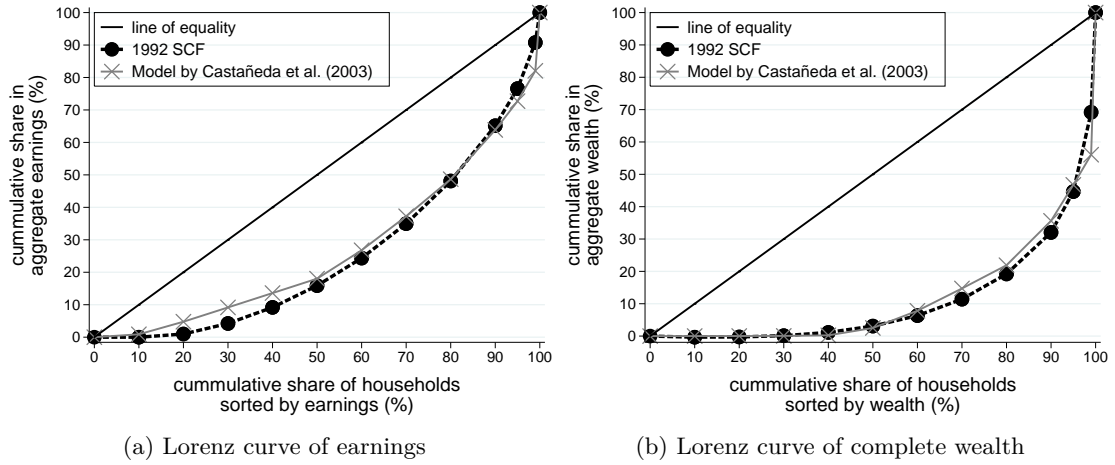 100
90
80
70
60
50
40
30
20
10
0
cummulative share in
aggregate earnings (%)
line of equality
1992 SCF
Model by Castañeda et al. (2003)
0 10 20 30 40 50 60 70 80 90 100
cummulative share of households
sorted by earnings (%)
(a) Lorenz curve of earnings
100
90
80
70
60
50
40
30
20
10
0
cummulative share in
aggregate wealth (%)
line of equality
1992 SCF
Model by Castañeda et al. (2003)
0 10 20 30 40 50 60 70 80 90 100
cummulative share of households
sorted by wealth (%)
(b) Lorenz curve of complete wealth